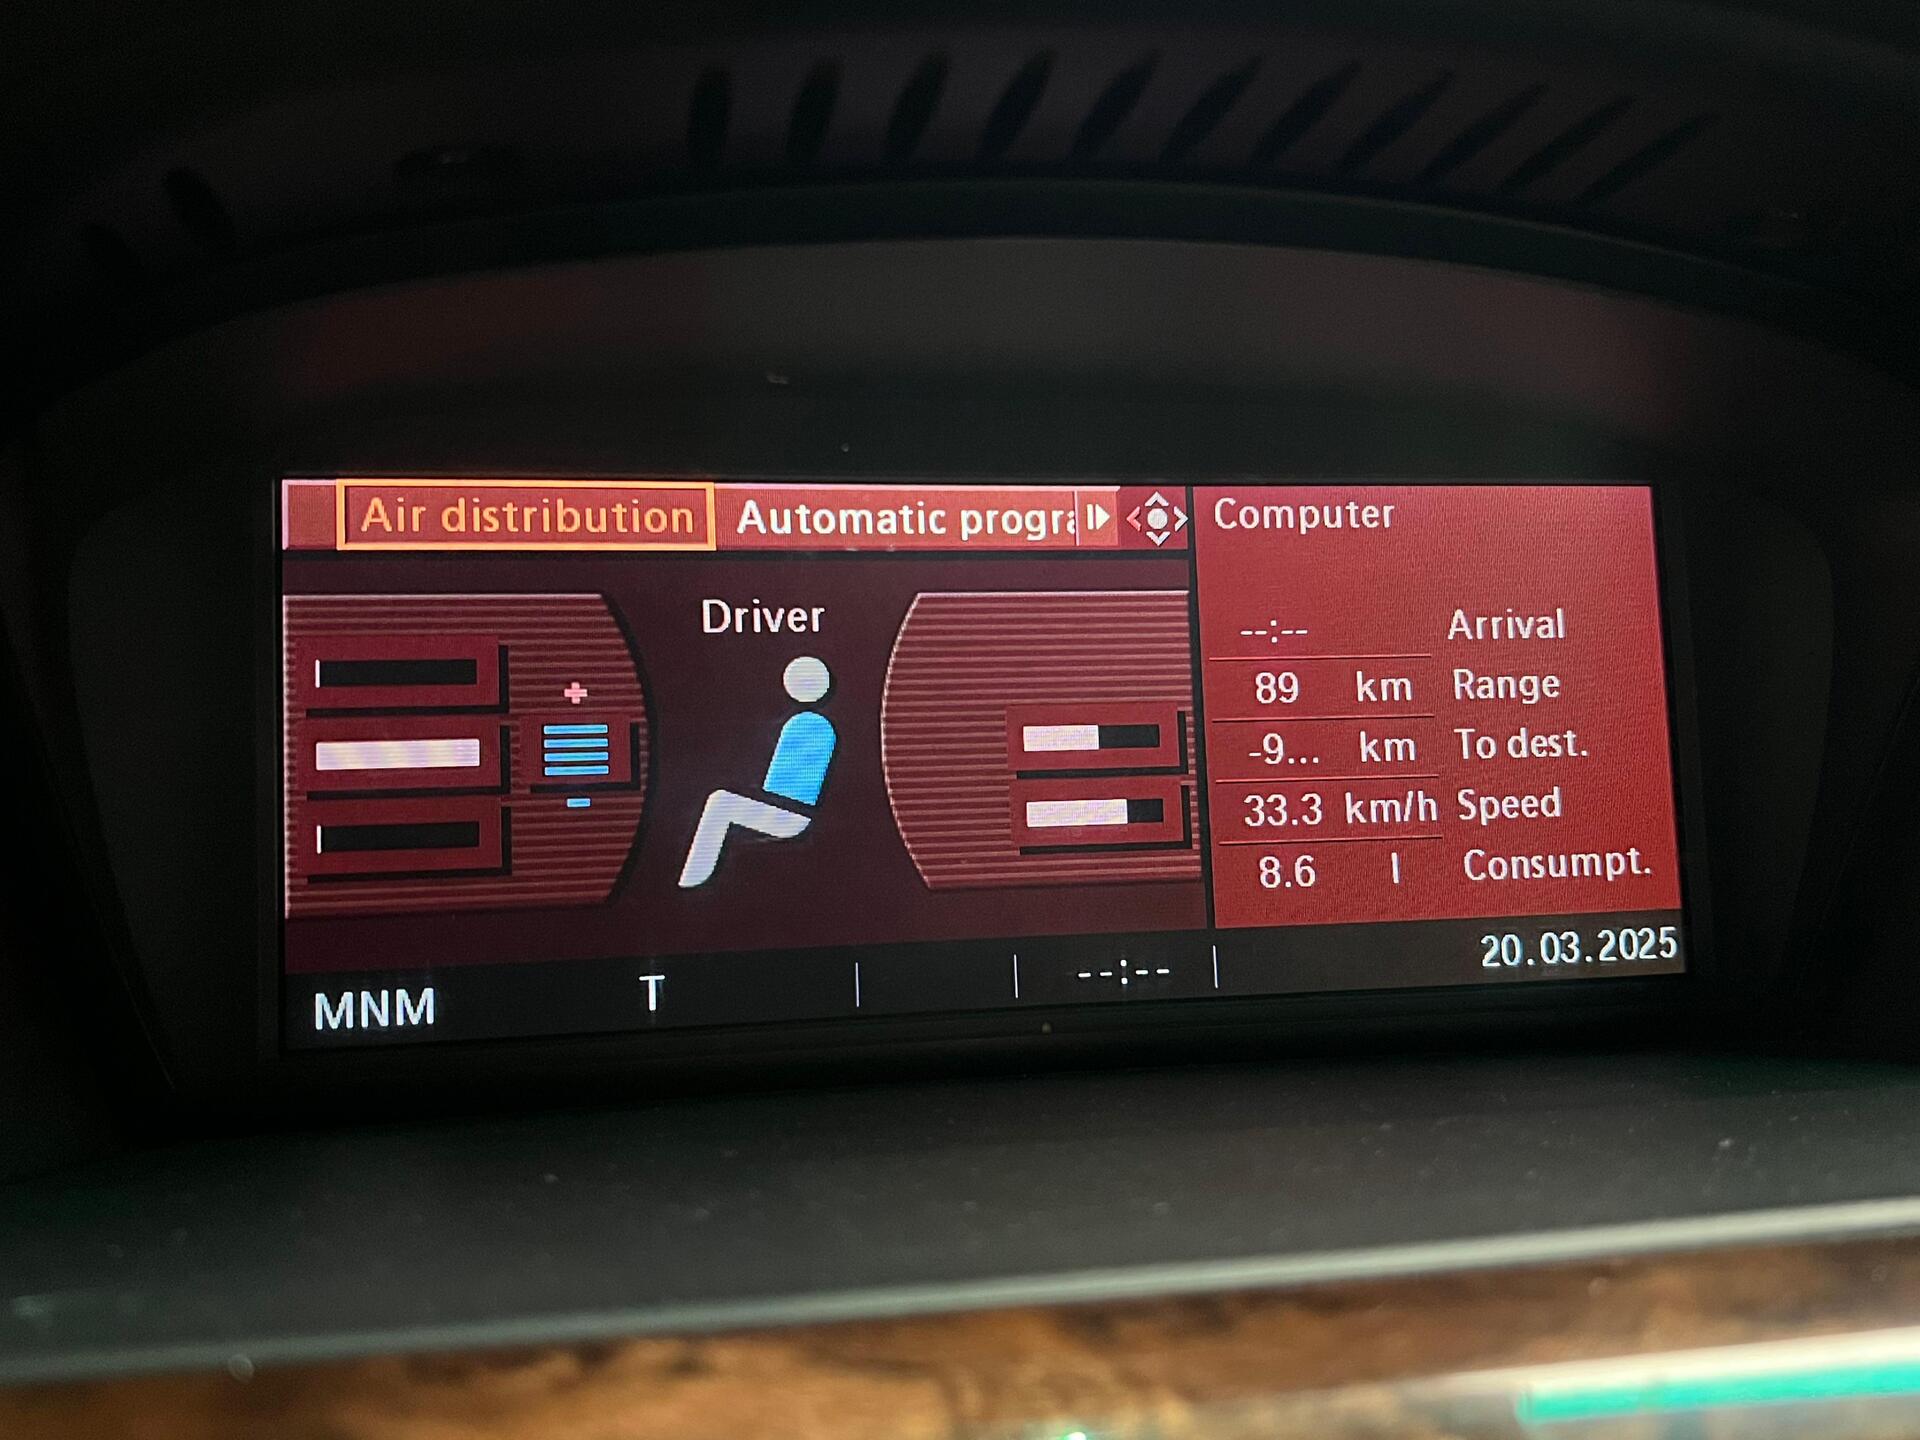 Air distribution
Automatic progra
Driver
MNM
T
--:--
Computer
--:-- Arrival
89 km Range
-9... km To dest.
33.3 km/h Speed
8.6 l Consumpt.
20.03.2025